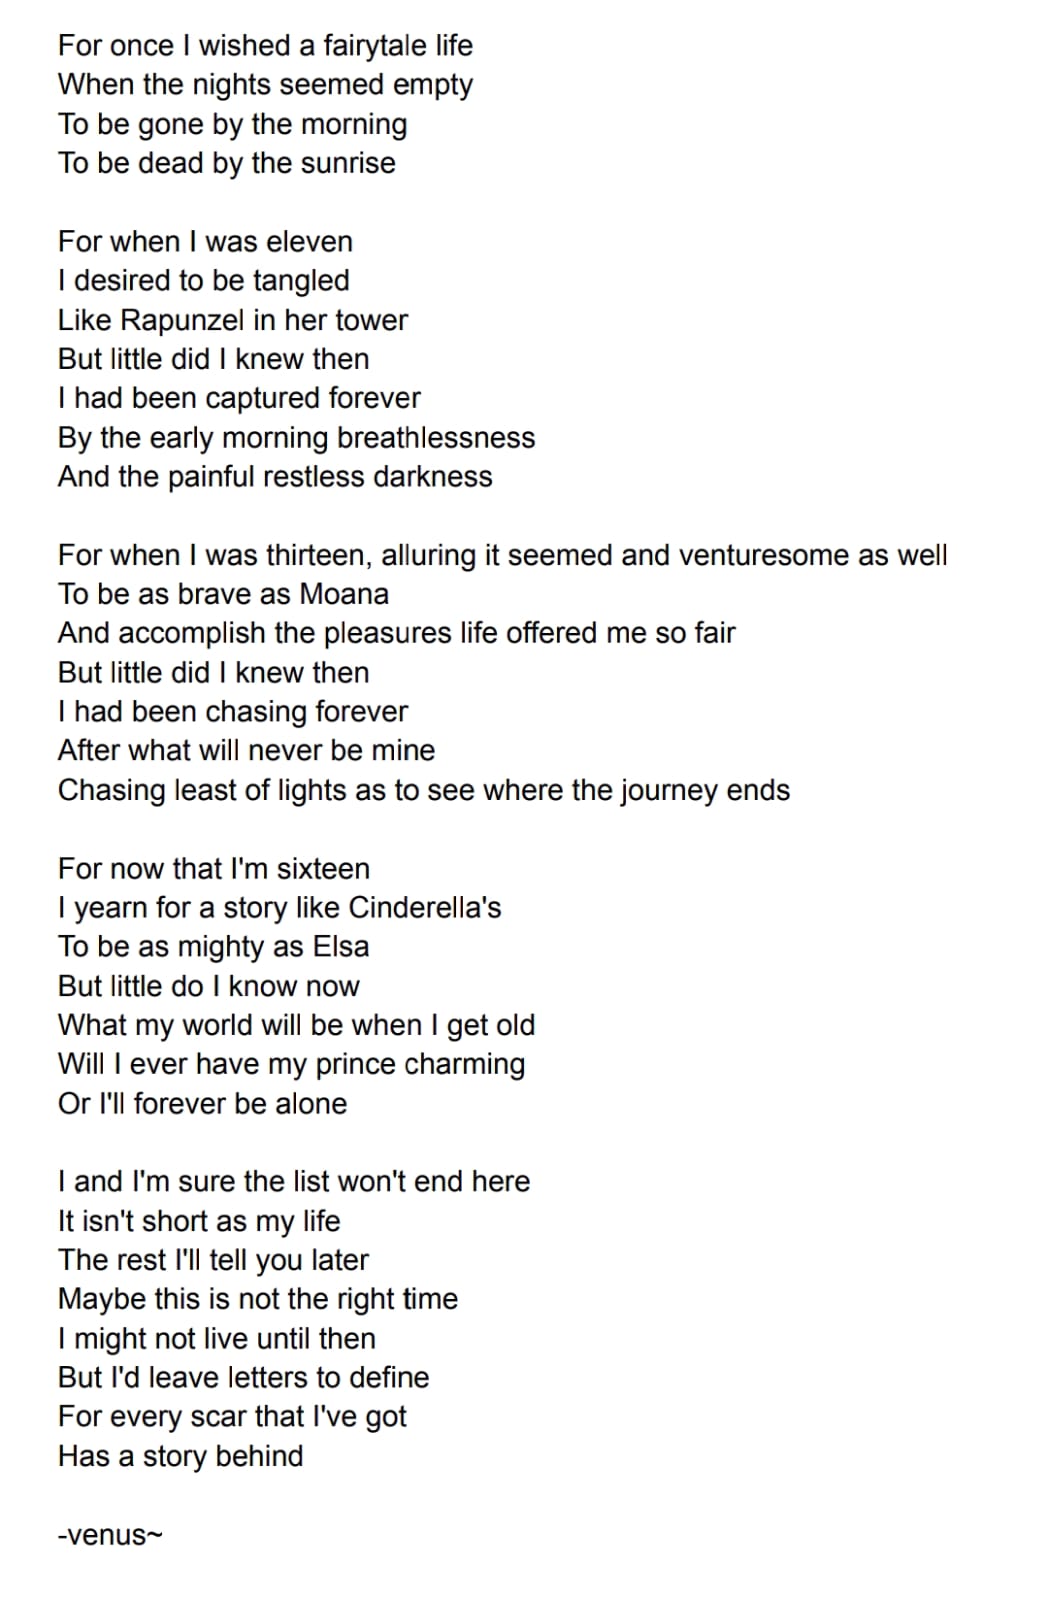 For once I wished a fairytale life
When the nights seemed empty
To be gone by the morning
To be dead by the sunrise

For when I was eleven
I desired to be tangled
Like Rapunzel in her tower
But little did I knew then
I had been captured forever
By the early morning breathlessness
And the painful restless darkness

For when I was thirteen, alluring it seemed and venturesome as well
To be as brave as Moana
And accomplish the pleasures life offered me so fair
But little did I knew then
I had been chasing forever
After what will never be mine
Chasing least of lights as to see where the journey ends

For now that I'm sixteen
I yearn for a story like Cinderella's
To be as mighty as Elsa
But little do I know now
What my world will be when I get old
Will I ever have my prince charming
Or I'll forever be alone

I and I'm sure the list won't end here
It isn't short as my life
The rest I'll tell you later
Maybe this is not the right time
I might not live until then
But I'd leave letters to define
For every scar that I've got
Has a story behind

-venus~